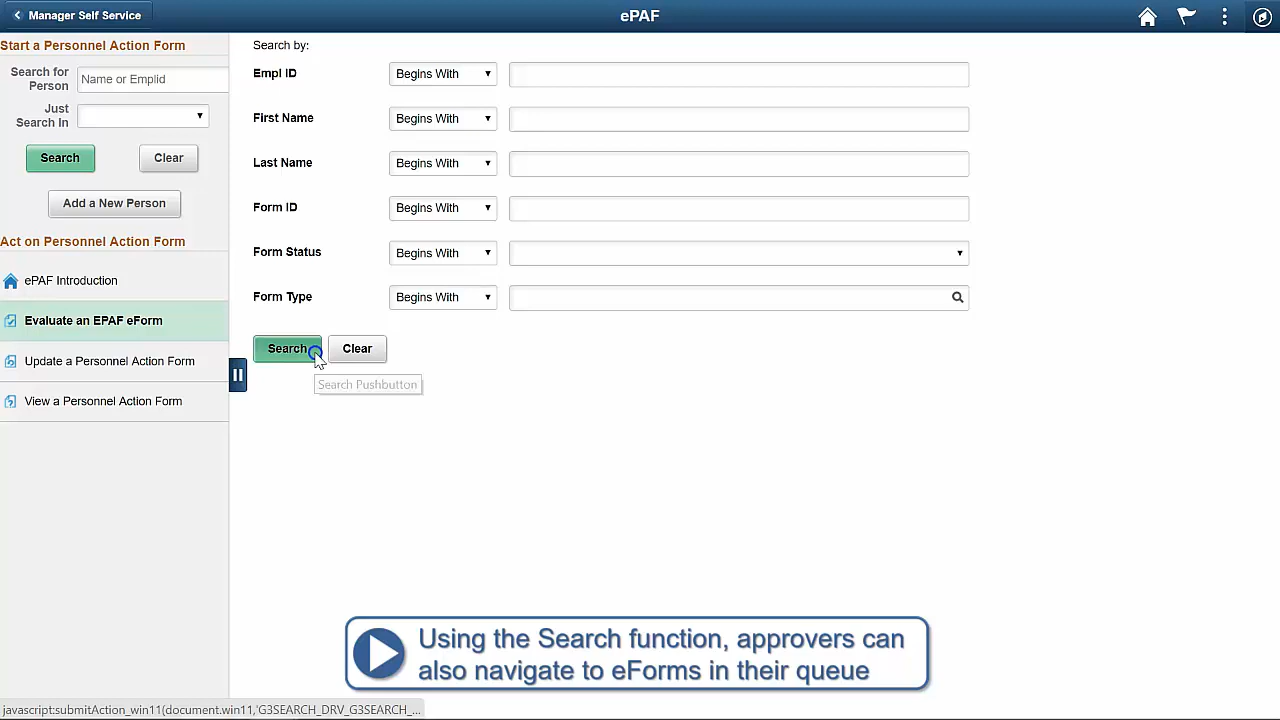 Manager Self Service
ePAF
Start a Personnel Action Form
Search for
Person
Name or Emplid
Just
Search In
Search
Clear
Add a New Person
Act on Personnel Action Form
ePAF Introduction
Evaluate an EPAF eForm
Update a Personnel Action Form
View a Personnel Action Form
Search by:
Empl ID
Begins With
First Name
Begins With
Last Name
Begins With
Form ID
Begins With
Form Status
Begins With
Form Type
Begins With
Search
Clear
Search Pushbutton
Using the Search function, approvers can
also navigate to eForms in their queue
javascript:submitAction_win11(document.win11,'G3SEARCH_DRV_G3SEARCH_...